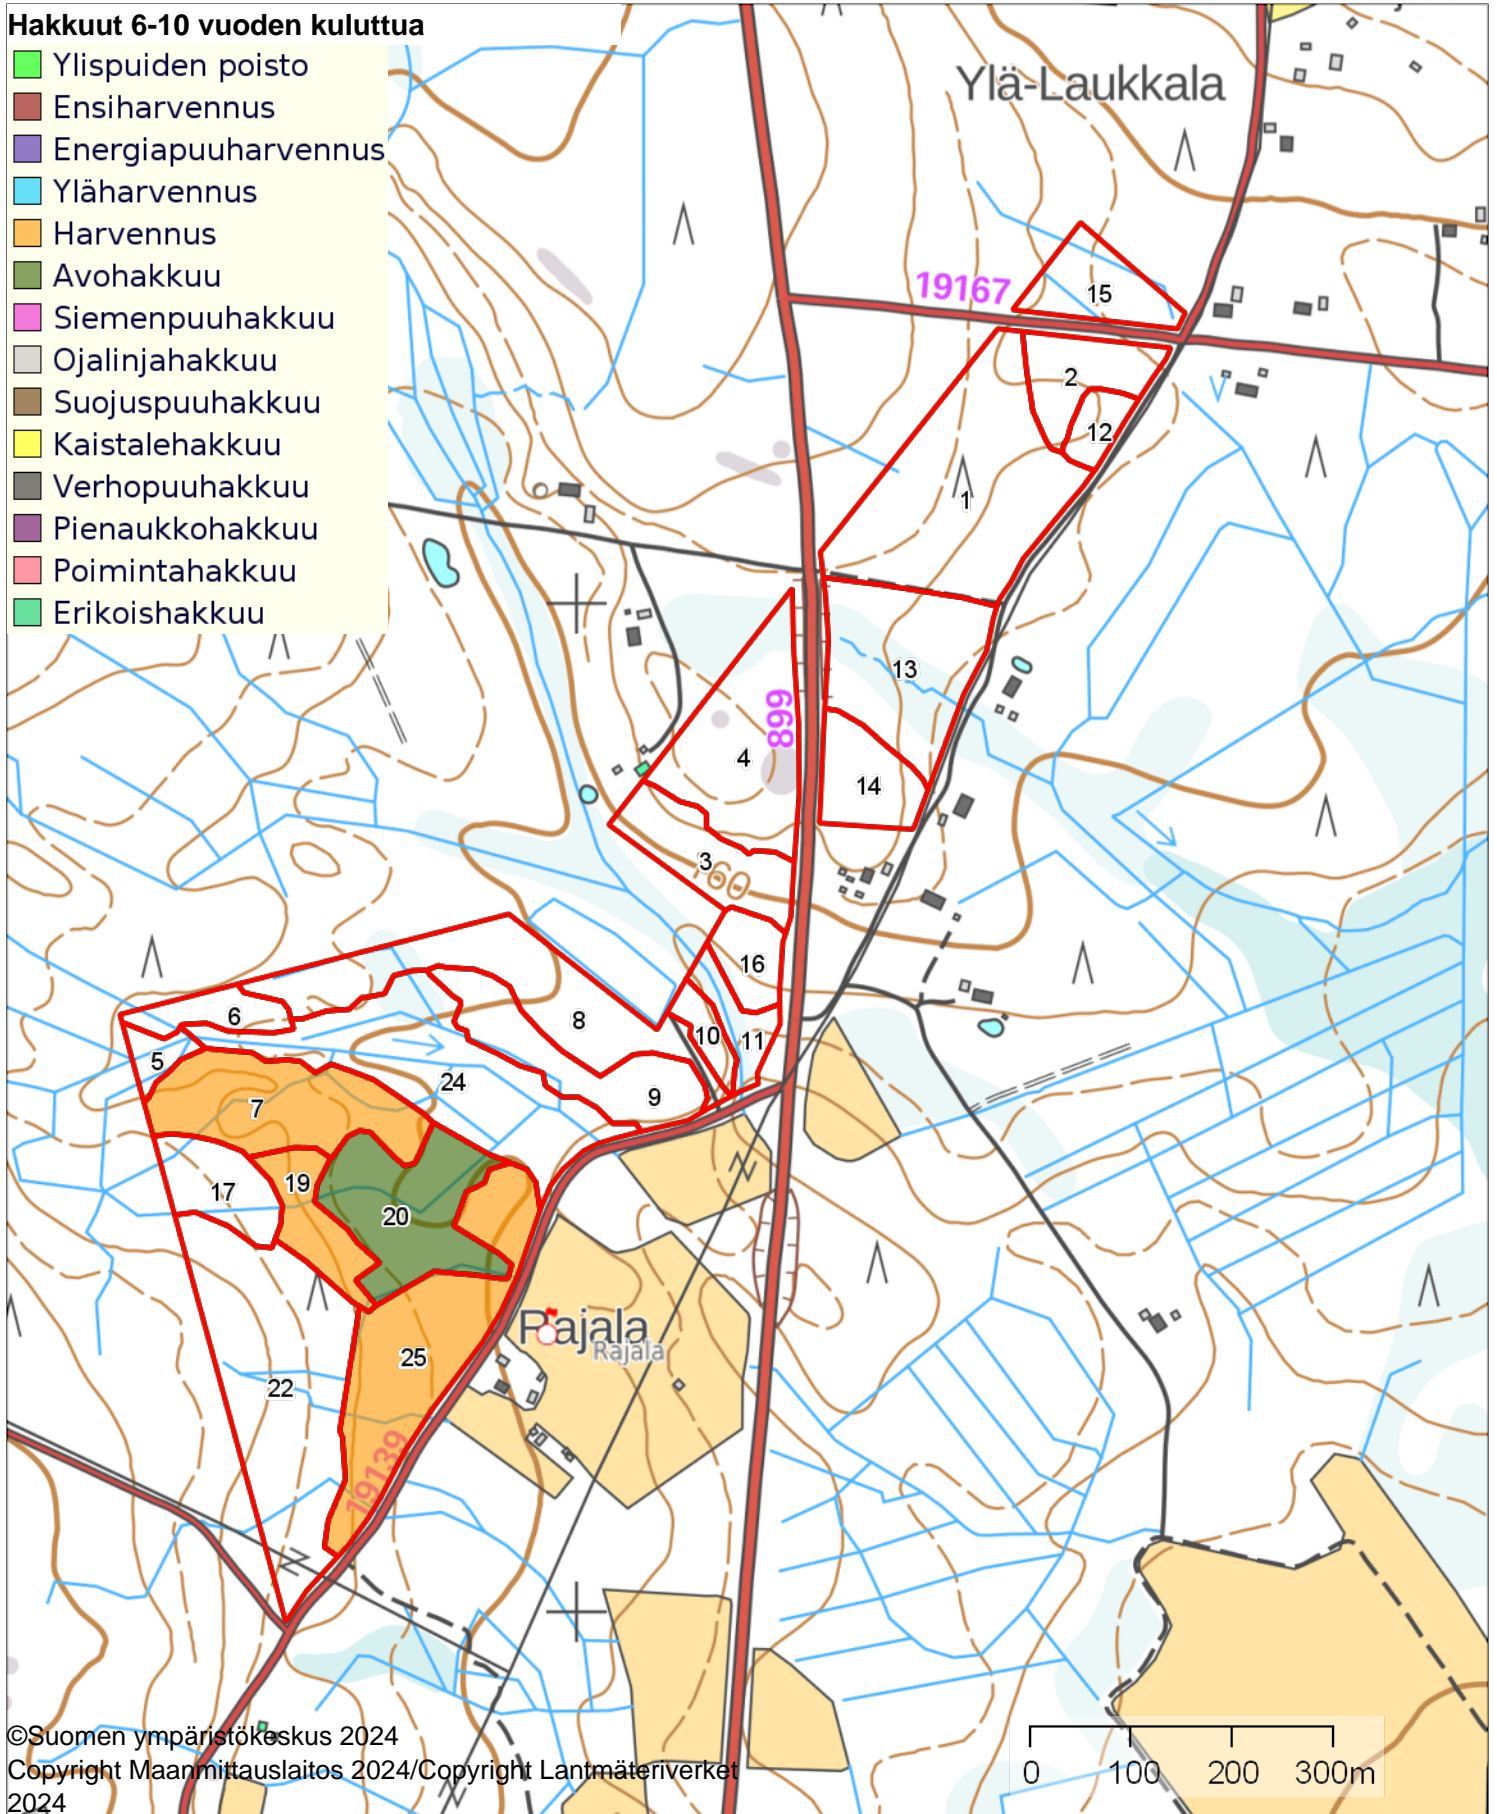 Hakkuut 6-10 vuoden kuluttua
Ylispuiden poisto
Ensiharvennus
Energiapuuharvennus
Yläharvennus
Harvennus
Avohakkuu
Siemenpuuhakkuu
Ojalinjahakkuu
Suojuspuuhakkuu
Kaistalehakkuu
Verhopuuhakkuu
Pienaukkohakkuu
Poimintahakkuu
Erikoishakkuu
Ylä-Laukkala
19167
15
2
12
1
13
899
4
14
3
60
16
6
8
10
11
5
24
9
7
19
17
20
Rajala
Rajala
25
22
19139
©Suomen ympäristökeskus 2024
Copyright Maanmittauslaitos 2024/Copyright Lantmäteriverket
2024
0 100 200 300m